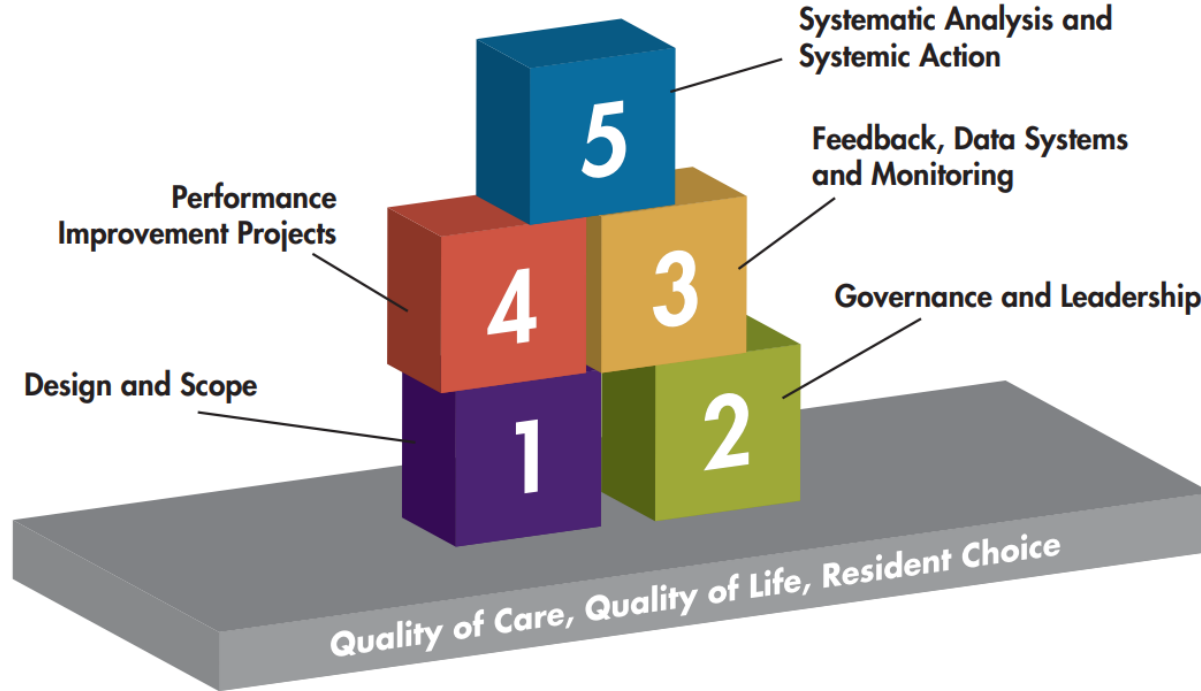 Systematic Analysis and
Systemic Action
5
Feedback, Data Systems
and Monitoring
Performance
Improvement Projects
4
3
Governance and Leadership
Design and Scope
1
2
Quality of Care, Quality of Life, Resident Choice